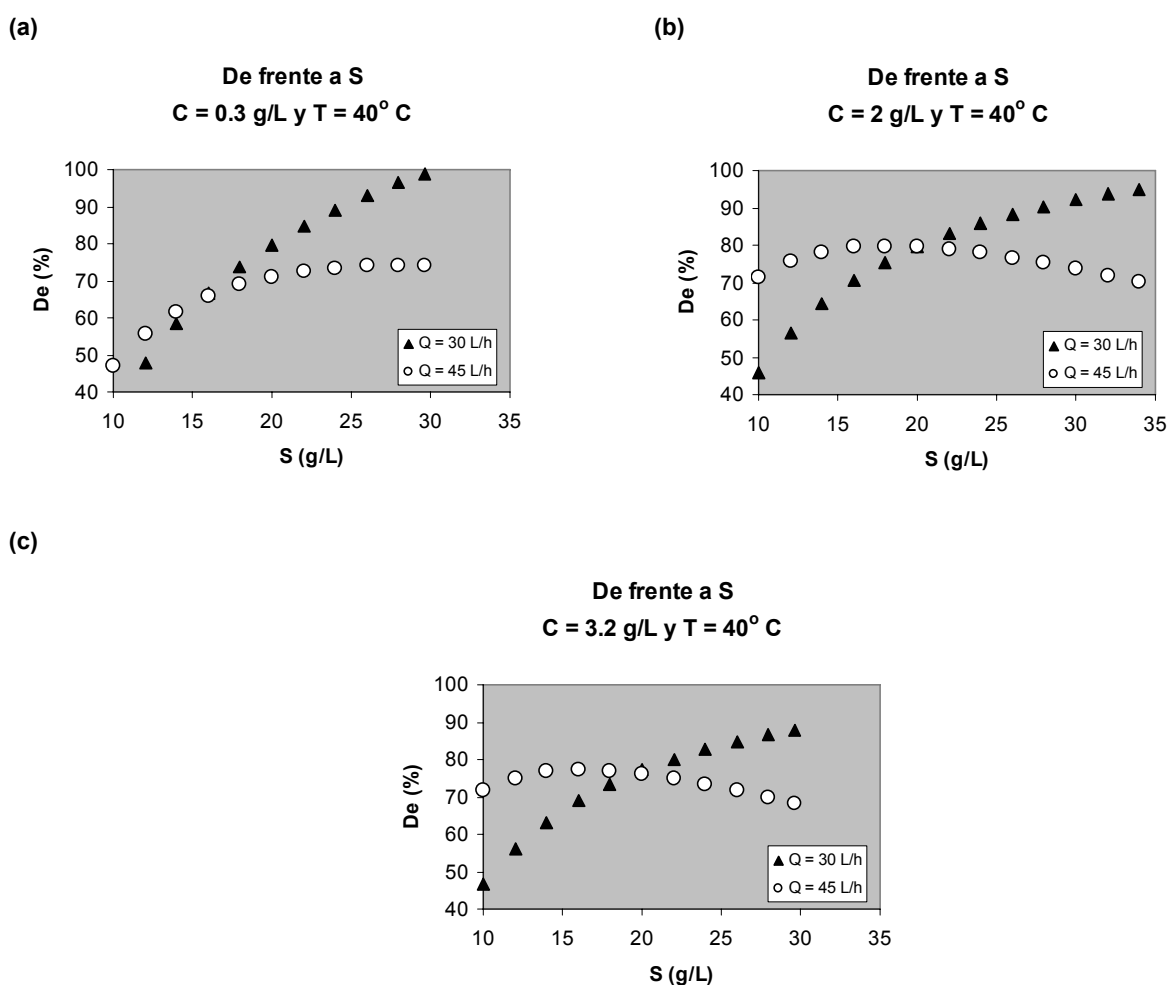 (a)
De frente a S
C = 0.3 g/L y T = 40° C
100
90
80
70
60
50
40
De (%)
10 15 20 25 30 35
S (g/L)
Q = 30 L/h
Q = 45 L/h
(b)
De frente a S
C = 2 g/L y T = 40° C
100
90
80
70
60
50
40
De (%)
10 15 20 25 30 35
S (g/L)
Q = 30 L/h
Q = 45 L/h
(c)
De frente a S
C = 3.2 g/L y T = 40° C
100
90
80
70
60
50
40
De (%)
10 15 20 25 30 35
S (g/L)
Q = 30 L/h
Q = 45 L/h